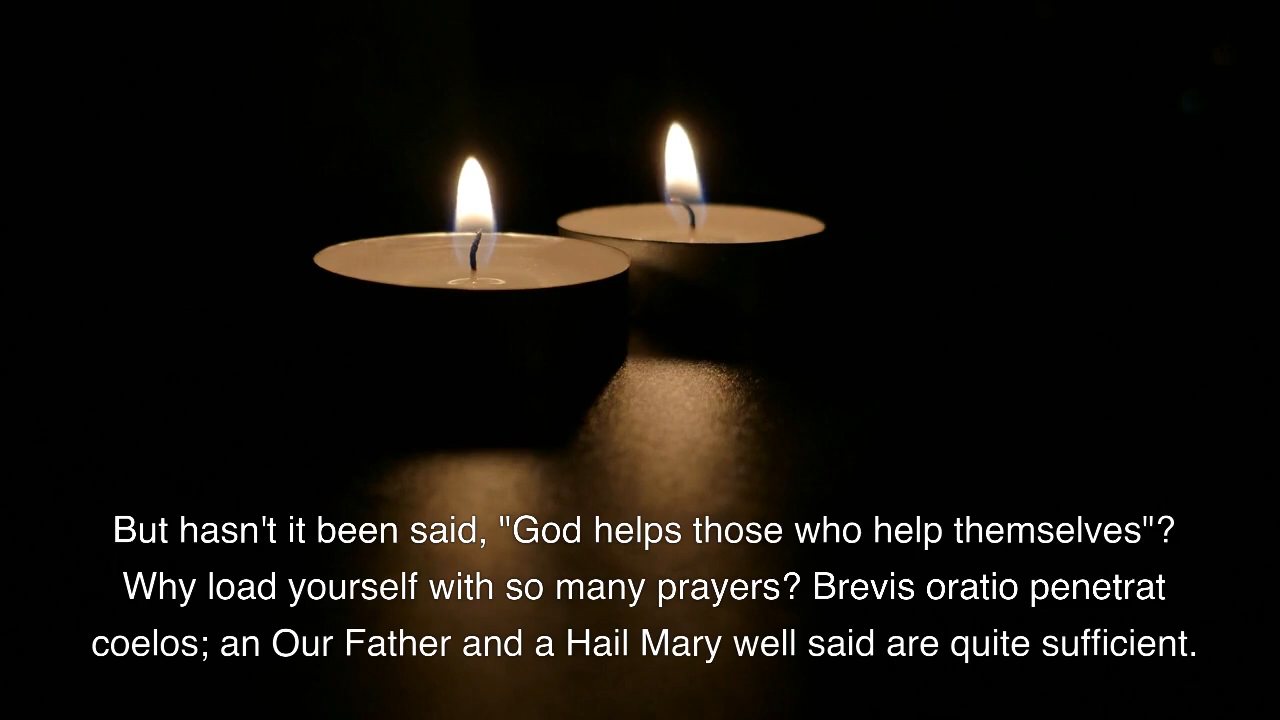 But hasn't it been said, "God helps those who help themselves"?
Why load yourself with so many prayers? Brevis oratio penetrat
coelos; an Our Father and a Hail Mary well said are quite sufficient.